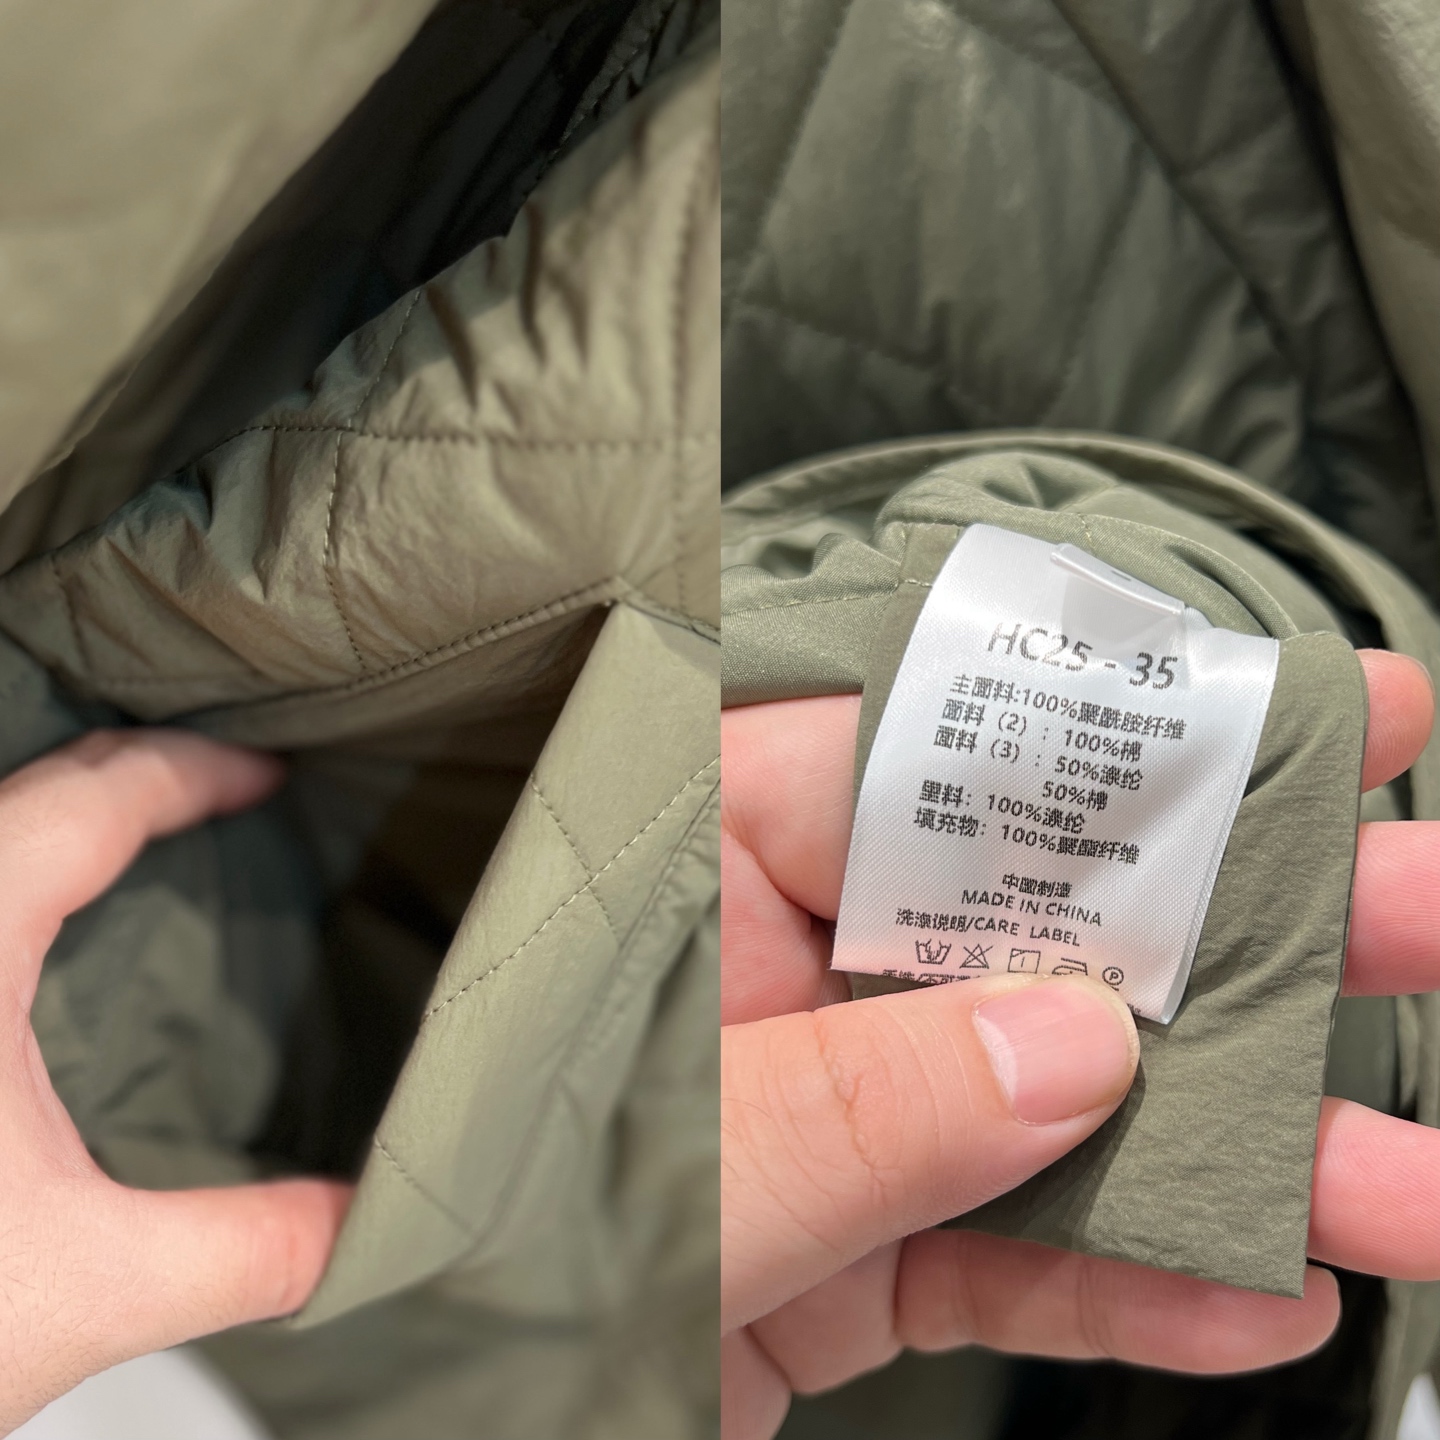 HC25 - 35
主面料:100%聚酰胺纤维
面料（2）: 100%棉
面料（3）: 50%涤纶
50%棉
里料: 100%涤纶
填充物: 100%聚酯纤维
中國制造
MADE IN CHINA
洗涤说明/CARE LABEL